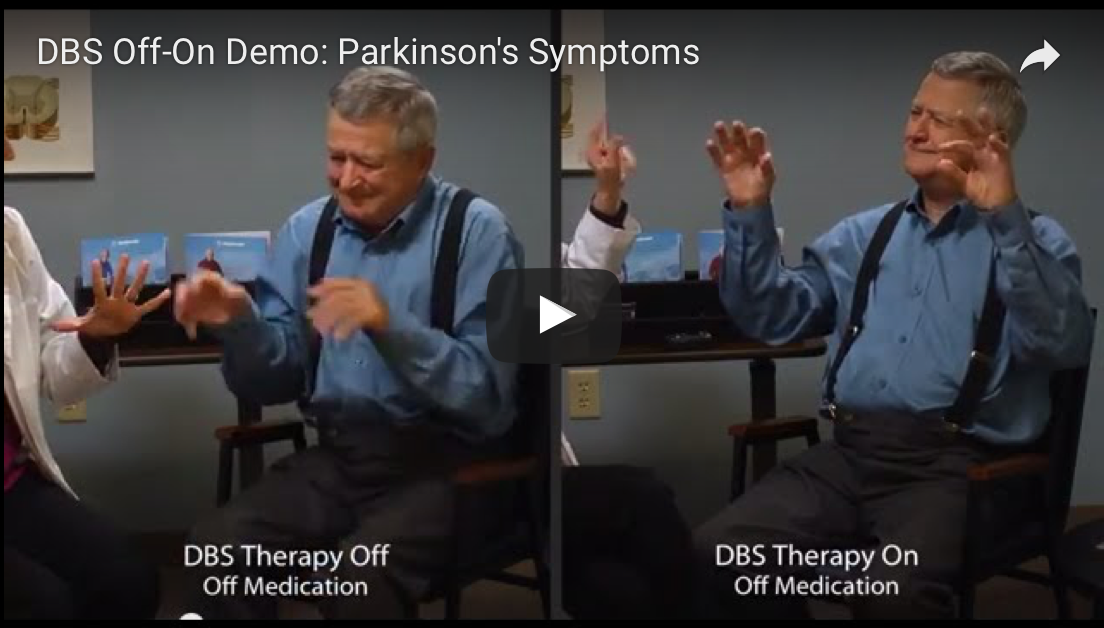 DBS Off-On Demo: Parkinson's Symptoms
DBS Therapy Off
Off Medication
DBS Therapy On
Off Medication